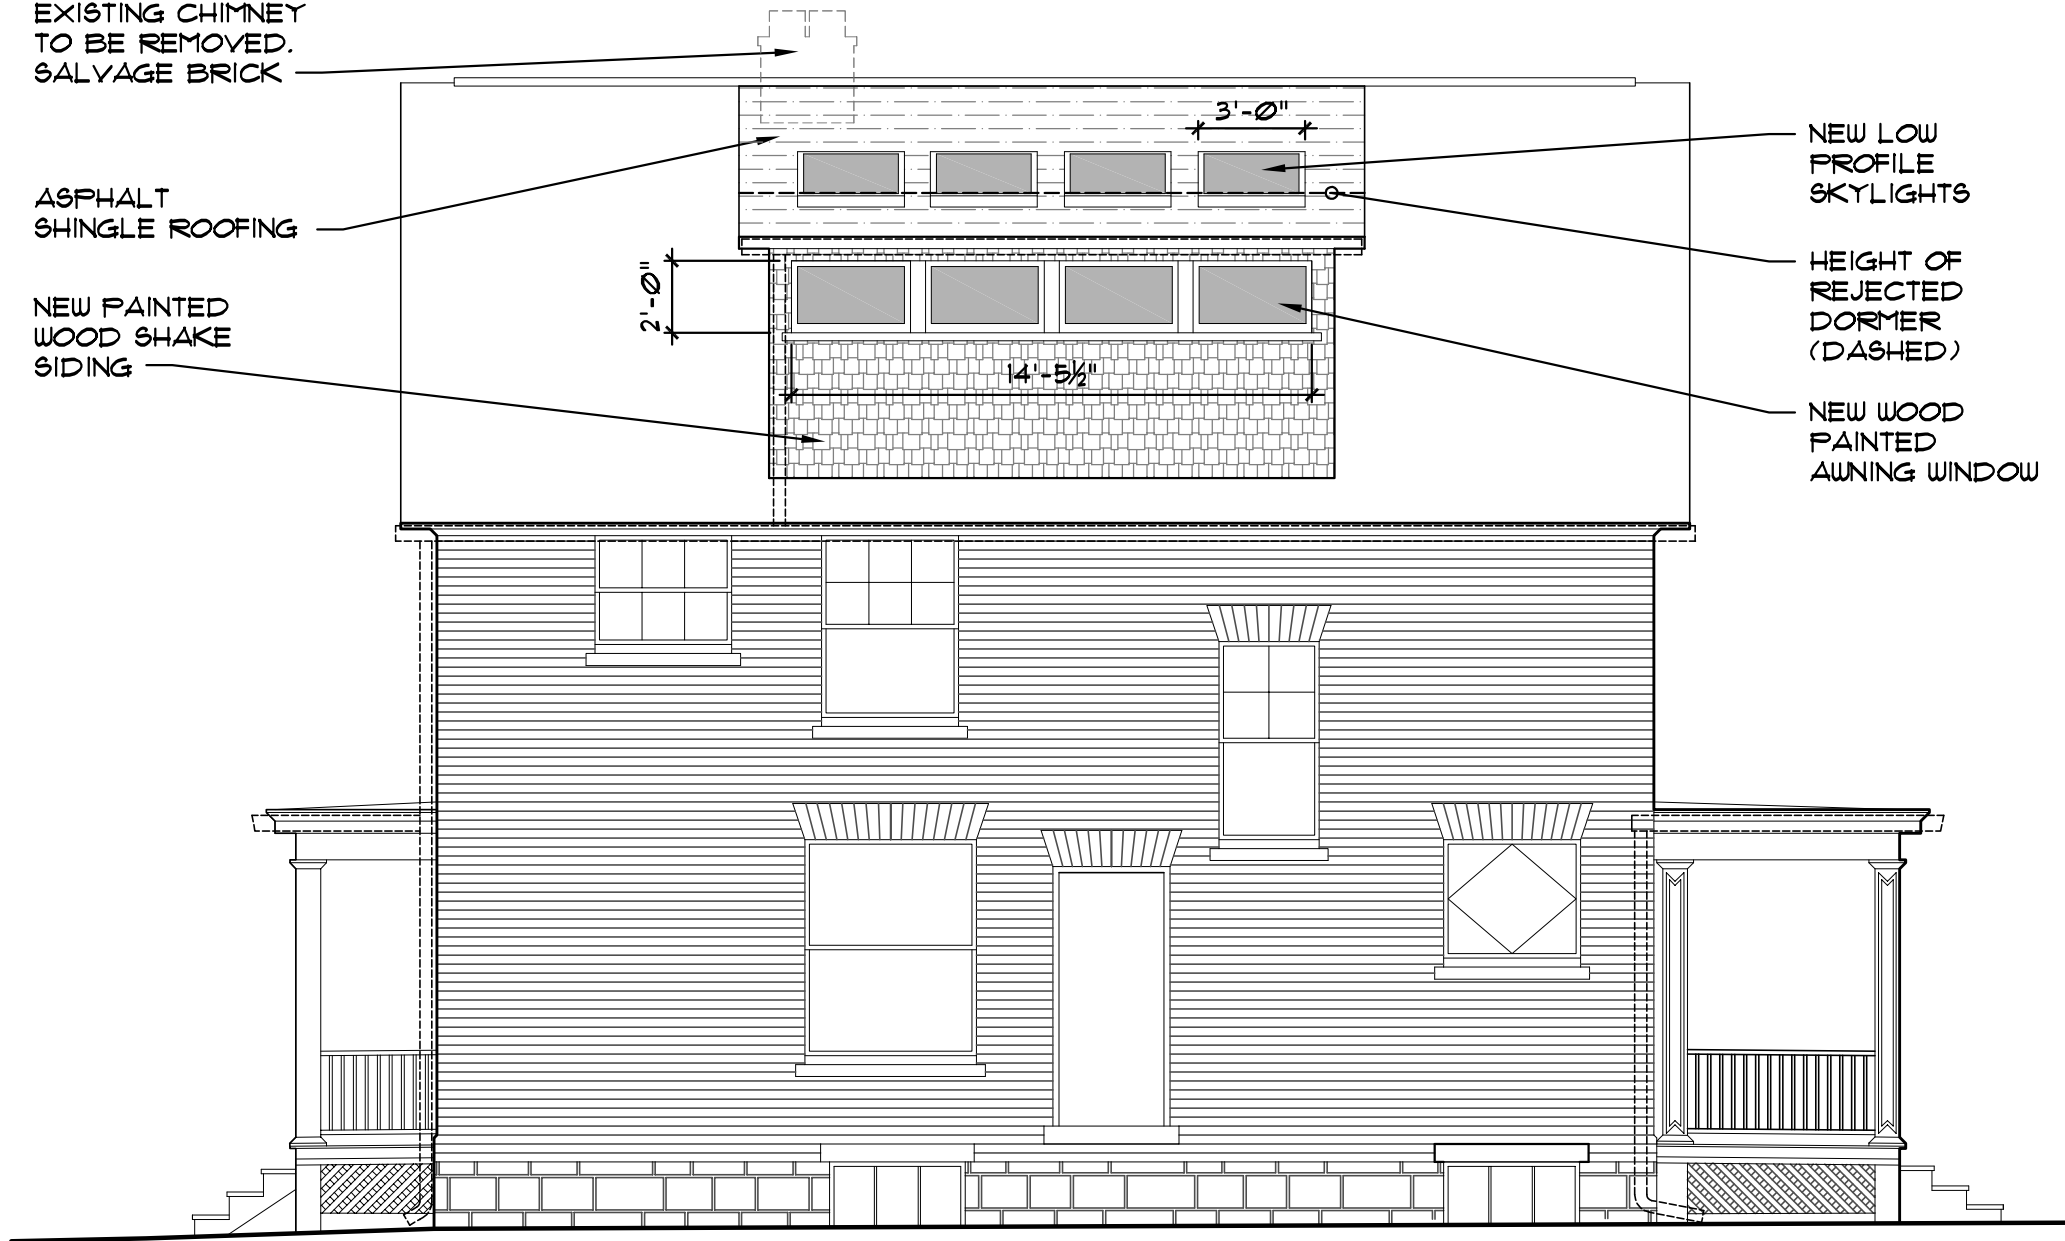 EXISTING CHIMNEY
TO BE REMOVED.
SALVAGE BRICK
ASPHALT
SHINGLE ROOFING
NEW PAINTED
WOOD SHAKE
SIDING
3'-0"
2'-0"
14'-5½"
NEW LOW
PROFILE
SKYLIGHTS
HEIGHT OF
REJECTED
DORMER
(DASHED)
NEW WOOD
PAINTED
AWNING WINDOW